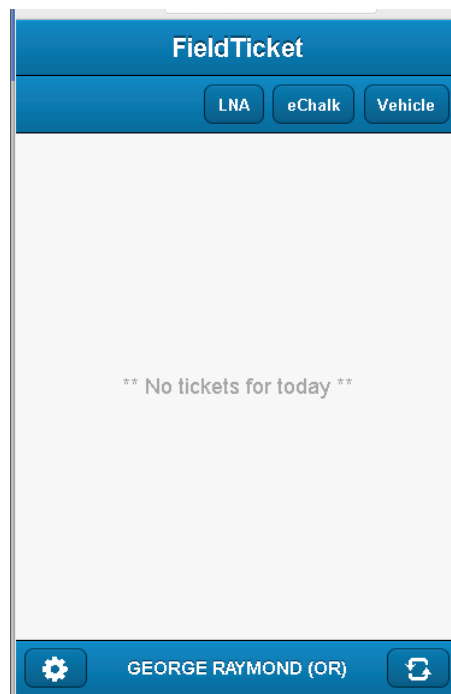 FieldTicket
LNA eChalk Vehicle
** No tickets for today **
GEORGE RAYMOND (OR)